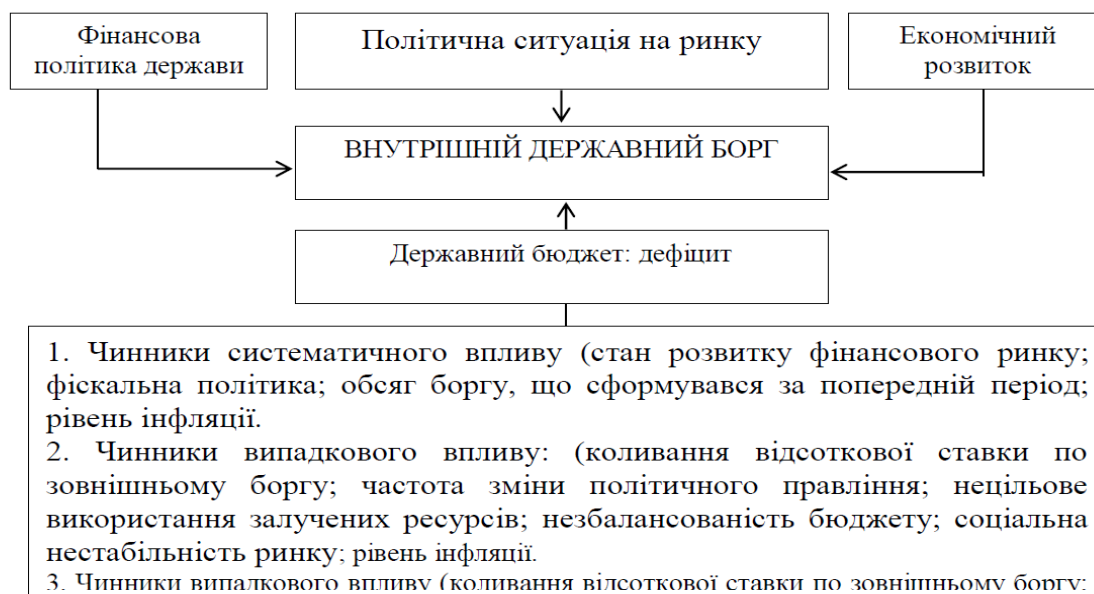 Фінансова
політика держави
Політична ситуація на ринку
Економічний
розвиток
ВНУТРІШНІЙ ДЕРЖАВНИЙ БОРГ
Державний бюджет: дефіцит
1. Чинники систематичного впливу (стан розвитку фінансового ринку;
фіскальна політика; обсяг боргу, що сформувався за попередній період;
рівень інфляції.
2. Чинники випадкового впливу: (коливання відсоткової ставки по
зовнішньому боргу; частота зміни політичного правління; нецільове
використання залучених ресурсів; незбалансованість бюджету; соціальна
нестабільність ринку; рівень інфляції.
3. Чинники випадкового впливу (коливання відсоткової ставки по зовнішньому боргу;